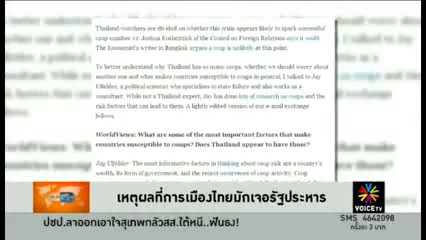 Thailand-watchers are divided on whether this crisis appears likely to spark successful
coup number 12. Joshua Kurlantzick of the Council on Foreign Relations says it could.
The Economist's writer in Bangkok argues a coup is unlikely at this point.
To better understand why Thailand has so many coups, whether we should worry about
another one and what makes countries susceptible to coups in general, I talked to Jay
Ulfelder, a political scientist who specializes in state failure and also works as a
consultant. While not a Thailand expert, Jay has done lots of research on coups and the
risk factors that can lead to them. A lightly edited version of our e-mail exchange
follows.
WorldViews: What are some of the most important factors that make
countries susceptible to coups? Does Thailand appear to have those?
Jay Ulfelder: The most informative factors in thinking about coup risk are a country's
wealth, its form of government, and the recent occurrence of coup activity. Coup
เหตุผลที่การเมืองไทยมักเจอรัฐประหาร
ปชป.ลาออกเอาใจสุเทพกลัวสส.ใต้หนี..ฟันธง!
VOICETV
SMS 4642098
ครั้งละ 3 บาท